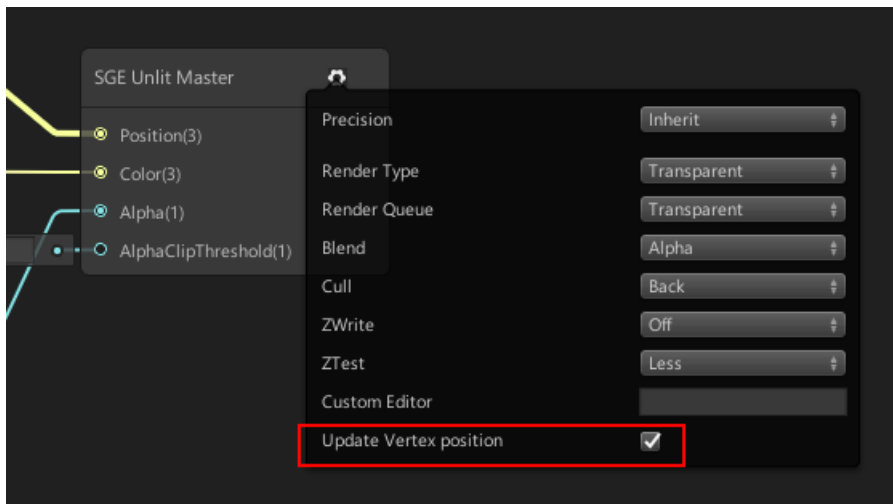 SGE Unlit Master
Position(3)
Color(3)
Alpha(1)
AlphaClipThreshold(1)
Precision Inherit
Render Type Transparent
Render Queue Transparent
Blend Alpha
Cull Back
ZWrite Off
ZTest Less
Custom Editor
Update Vertex position